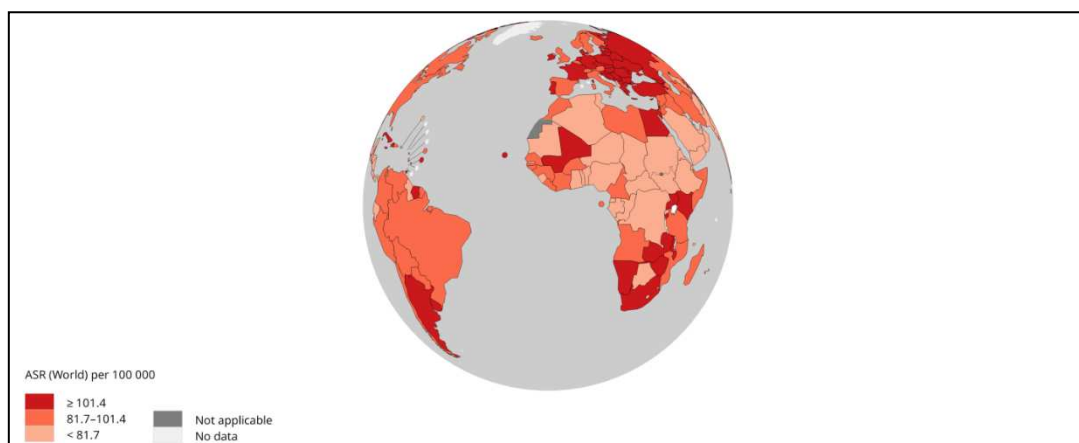 ASR (World) per 100 000
≥ 101.4
81.7–101.4
< 81.7
Not applicable
No data